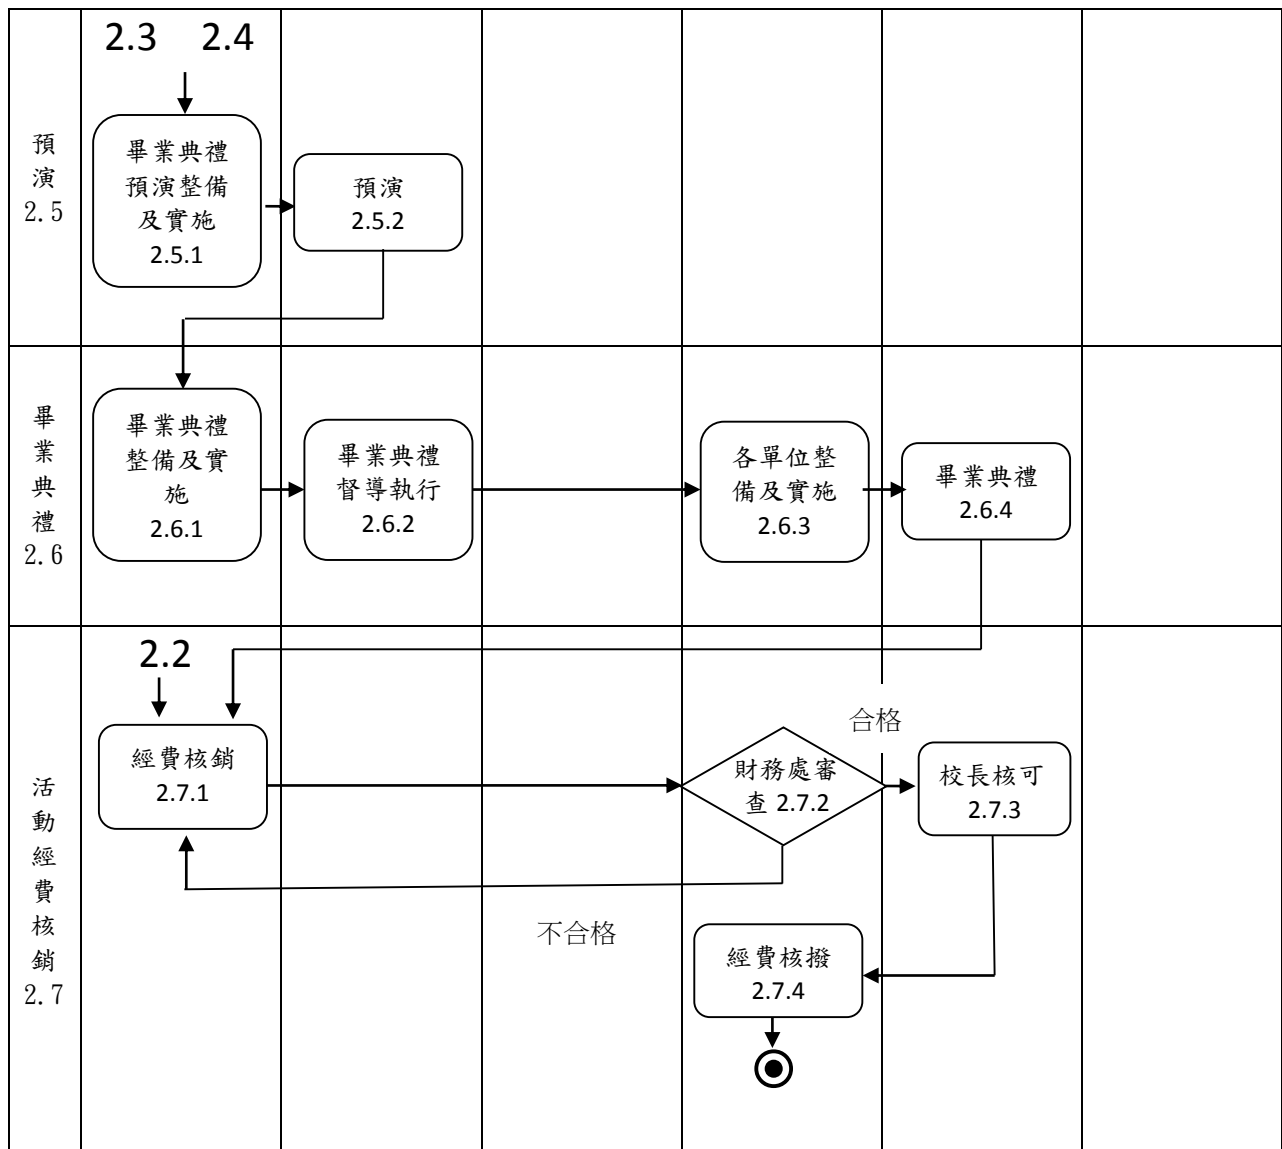 2.3 2.4
預
演
2.5
畢業典禮
預演整備
及實施
2.5.1
預演
2.5.2
畢
業
典
禮
2.6
畢業典禮
整備及實
施
2.6.1
畢業典禮
督導執行
2.6.2
各單位整
備及實施
2.6.3
畢業典禮
2.6.4
活
動
經
費
核
銷
2.7
2.2
經費核銷
2.7.1
財務處審
查 2.7.2
合格
校長核可
2.7.3
不合格
經費核撥
2.7.4